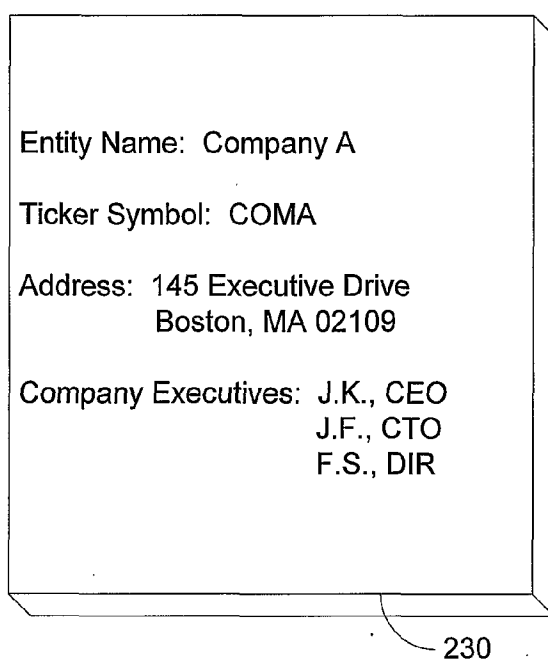 Entity Name: Company A
Ticker Symbol: COMA
Address: 145 Executive Drive
Boston, MA 02109
Company Executives: J.K., CEO
J.F., CTO
F.S., DIR
230